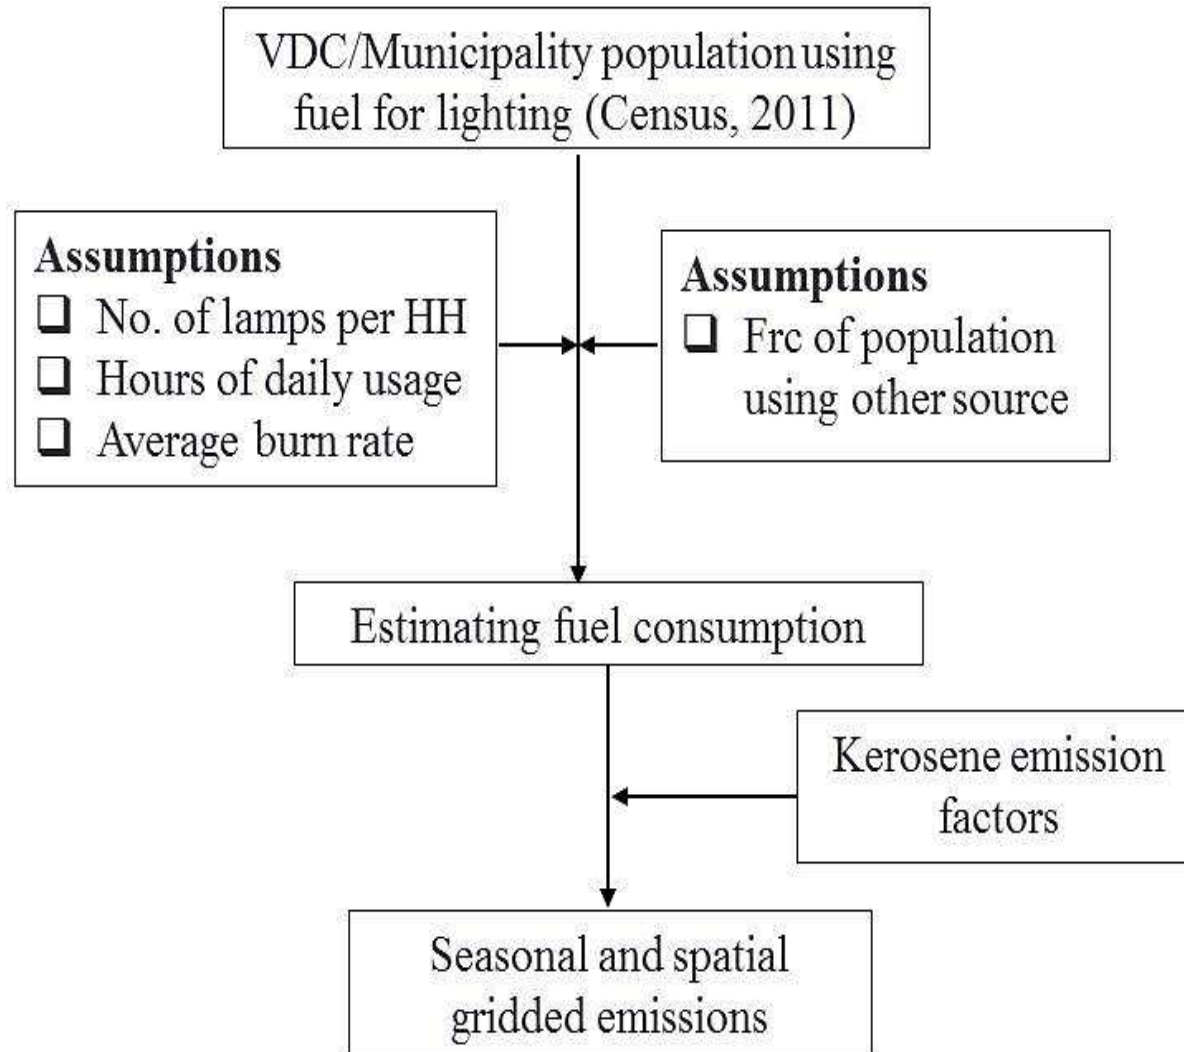 VDC/Municipality population using
fuel for lighting (Census, 2011)
Assumptions
❑ No. of lamps per HH
❑ Hours of daily usage
❑ Average burn rate
Assumptions
❑ Frc of population
using other source
Estimating fuel consumption
Kerosene emission
factors
Seasonal and spatial
gridded emissions